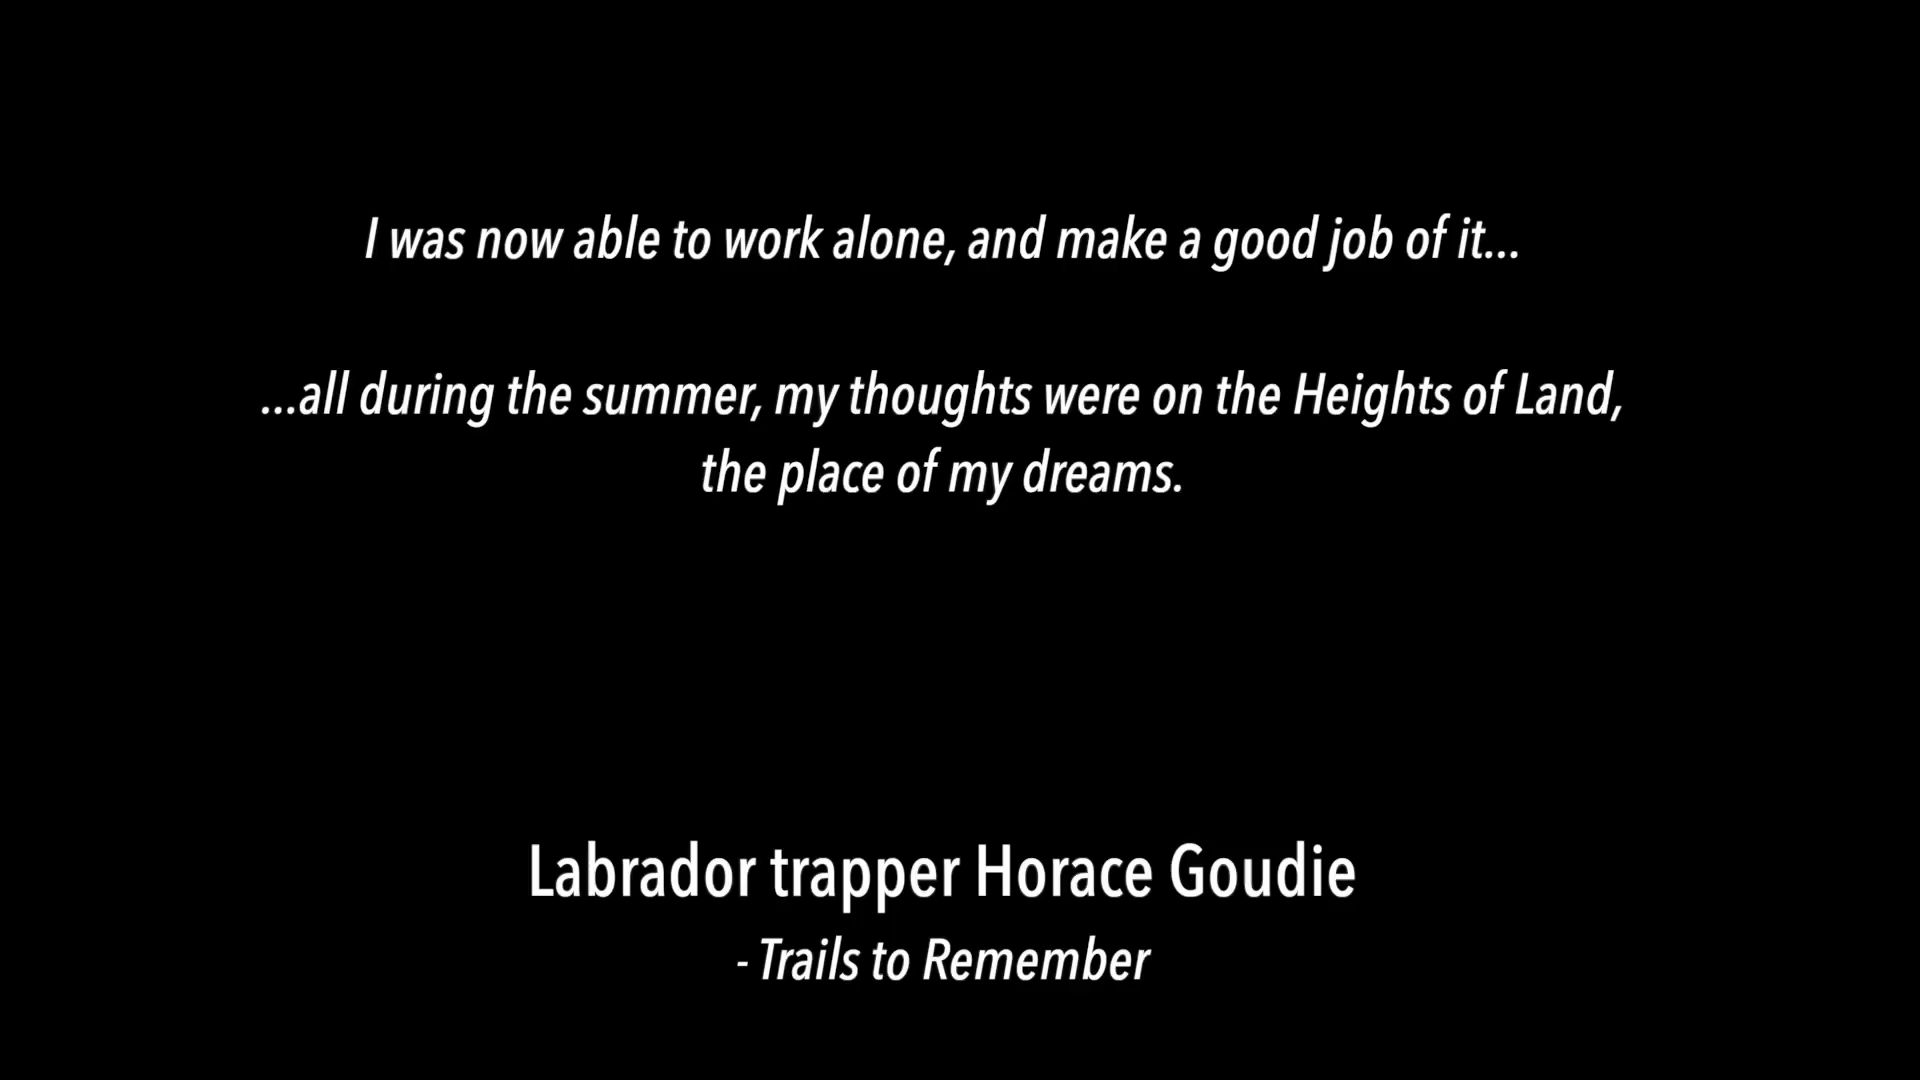 I was now able to work alone, and make a good job of it...
...all during the summer, my thoughts were on the Heights of Land,
the place of my dreams.
Labrador trapper Horace Goudie
- Trails to Remember